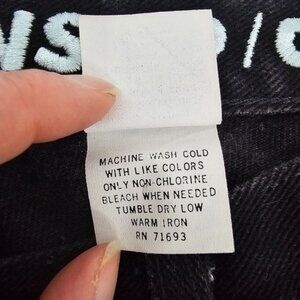 NS
MACHINE WASH COLD
WITH LIKE COLORS
ONLY NON-CHLORINE
BLEACH WHEN NEEDED
TUMBLE DRY LOW
WARM IRON
RN 71693